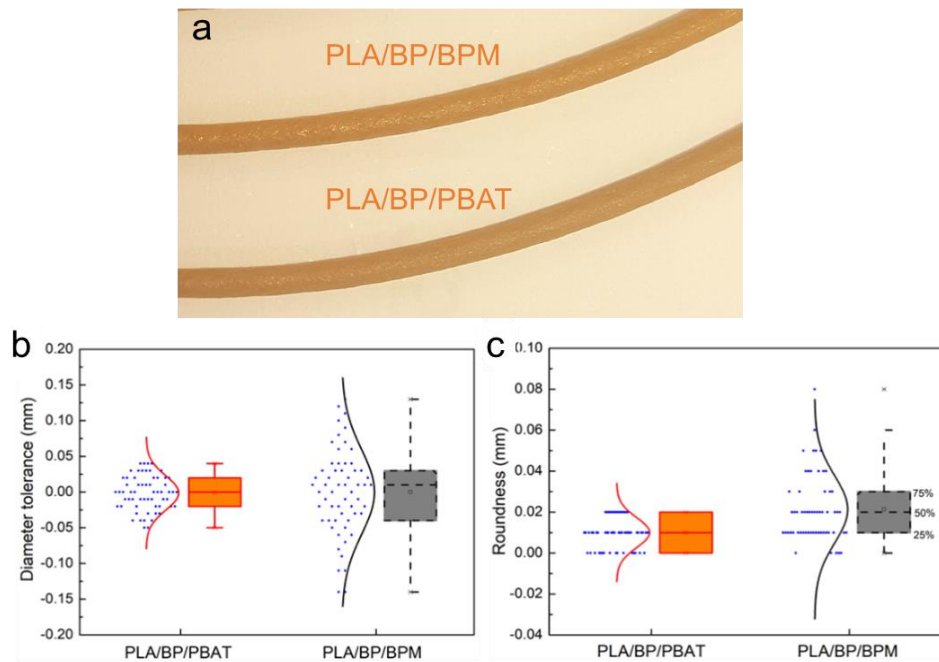 a
PLA/BP/BPM
PLA/BP/PBAT
b
0.20
0.15
0.10
0.05
0.00
-0.05
-0.10
-0.15
-0.20
Diameter tolerance (mm)
PLA/BP/PBAT
PLA/BP/BPM
c
0.10
0.08
0.06
0.04
0.02
0.00
-0.02
-0.04
Roundness (mm)
75%
50%
25%
PLA/BP/PBAT
PLA/BP/BPM